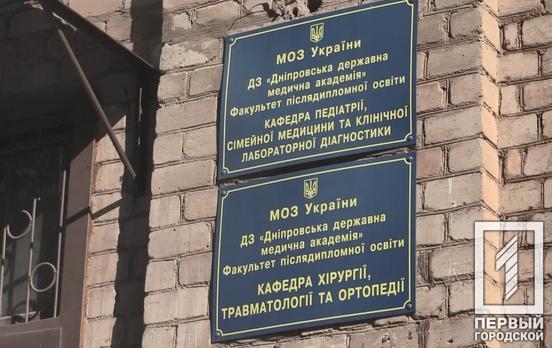 МОЗ України
ДЗ «Дніпровська державна
медична академія»
Факультет післядипломної освіти
КАФЕДРА ПЕДІАТРІЇ,
СІМЕЙНОЇ МЕДИЦИНИ ТА КЛІНІЧНОЇ
ЛАБОРАТОРНОЇ ДІАГНОСТИКИ
МОЗ України
ДЗ «Дніпровська державна
медична академія»
Факультет післядипломної освіти
КАФЕДРА ХІРУРГІЇ,
ТРАВМАТОЛОГІЇ ТА ОРТОПЕДІЇ
1
ПЕРВЫЙ
ГОРОДСКОЙ